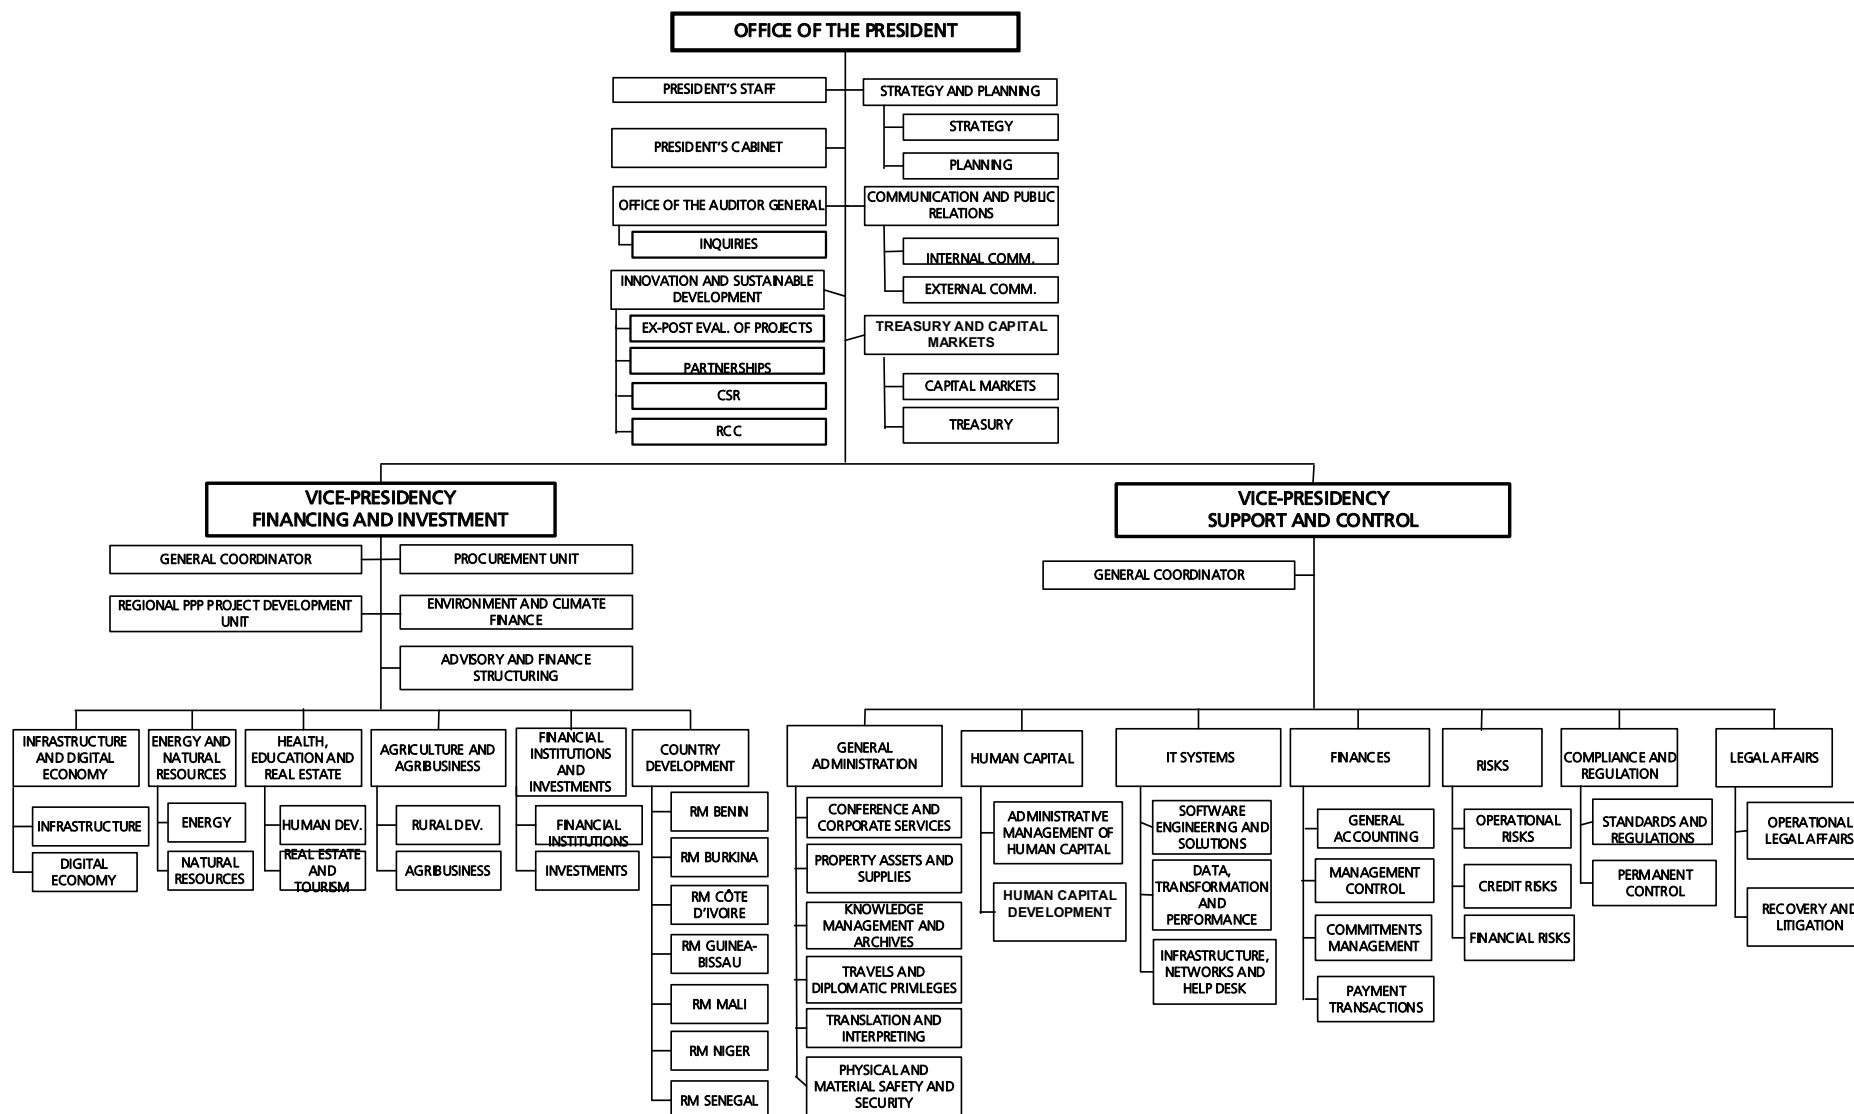 OFFICE OF THE PRESIDENT
PRESIDENT'S STAFF
STRATEGY AND PLANNING
STRATEGY
PRESIDENT'S CABINET
PLANNING
OFFICE OF THE AUDITOR GENERAL
COMMUNICATION AND PUBLIC
RELATIONS
INQUIRIES
INTERNAL COMM.
INNOVATION AND SUSTAINABLE
DEVELOPMENT
EXTERNAL COMM.
EX-POST EVAL. OF PROJECTS
TREASURY AND CAPITAL
MARKETS
PARTNERSHIPS
CAPITAL MARKETS
CSR
TREASURY
RCC
VICE-PRESIDENCY
FINANCING AND INVESTMENT
GENERAL COORDINATOR
PROCUREMENT UNIT
REGIONAL PPP PROJECT DEVELOPMENT
UNIT
ENVIRONMENT AND CLIMATE
FINANCE
ADVISORY AND FINANCE
STRUCTURING
INFRASTRUCTURE
AND DIGITAL
ECONOMY
INFRASTRUCTURE
DIGITAL
ECONOMY
ENERGY AND
NATURAL
RESOURCES
ENERGY
NATURAL
RESOURCES
HEALTH,
EDUCATION AND
REAL ESTATE
HUMAN DEV.
REAL ESTATE
AND
TOURISM
AGRICULTURE AND
AGRIBUSINESS
RURAL DEV.
AGRIBUSINESS
FINANCIAL
INSTITUTIONS
AND
INVESTMENTS
FINANCIAL
INSTITUTIONS
INVESTMENTS
COUNTRY
DEVELOPMENT
RM BENIN
RM BURKINA
RM CÔTE
D'IVOIRE
RM GUINEA-
BISSAU
RM MALI
RM NIGER
RM SENEGAL
VICE-PRESIDENCY
SUPPORT AND CONTROL
GENERAL COORDINATOR
GENERAL
ADMINISTRATION
CONFERENCE AND
CORPORATE SERVICES
PROPERTY ASSETS AND
SUPPLIES
KNOWLEDGE
MANAGEMENT AND
ARCHIVES
TRAVELS AND
DIPLOMATIC PRIVILEGES
TRANSLATION AND
INTERPRETING
PHYSICAL AND
MATERIAL SAFETY AND
SECURITY
HUMAN CAPITAL
ADMINISTRATIVE
MANAGEMENT OF
HUMAN CAPITAL
HUMAN CAPITAL
DEVELOPMENT
IT SYSTEMS
SOFTWARE
ENGINEERING AND
SOLUTIONS
DATA,
TRANSFORMATION
AND
PERFORMANCE
INFRASTRUCTURE,
NETWORKS AND
HELP DESK
FINANCES
GENERAL
ACCOUNTING
MANAGEMENT
CONTROL
COMMITMENTS
MANAGEMENT
PAYMENT
TRANSACTIONS
RISKS
OPERATIONAL
RISKS
CREDIT RISKS
FINANCIAL RISKS
COMPLIANCE AND
REGULATION
STANDARDS AND
REGULATIONS
PERMANENT
CONTROL
LEGAL AFFAIRS
OPERATIONAL
LEGAL AFFAIRS
RECOVERY AND
LITIGATION